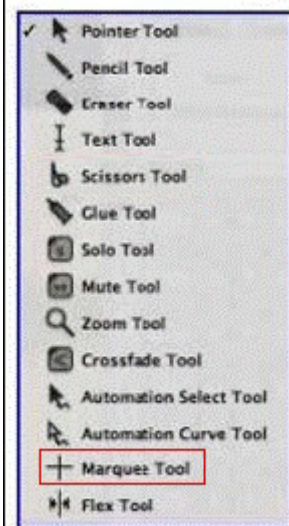 Pointer Tool
Pencil Tool
Eraser Tool
Text Tool
Scissors Tool
Glue Tool
Solo Tool
Mute Tool
Zoom Tool
Crossfade Tool
Automation Select Tool
Automation Curve Tool
Marquee Tool
Flex Tool